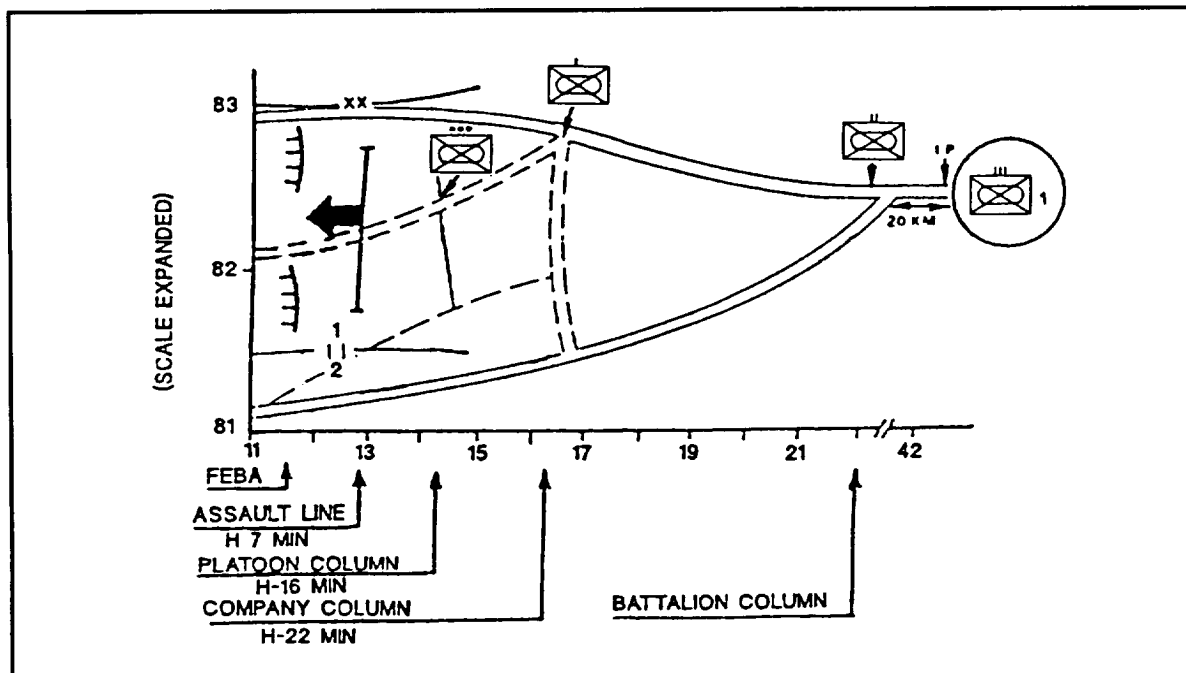 83
XX
1 P
1
20 KM
82
(SCALE EXPANDED)
1
2
81
11
13
15
17
19
21
42
FEBA
ASSAULT LINE
H 7 MIN
PLATOON COLUMN
H-16 MIN
COMPANY COLUMN
H-22 MIN
BATTALION COLUMN